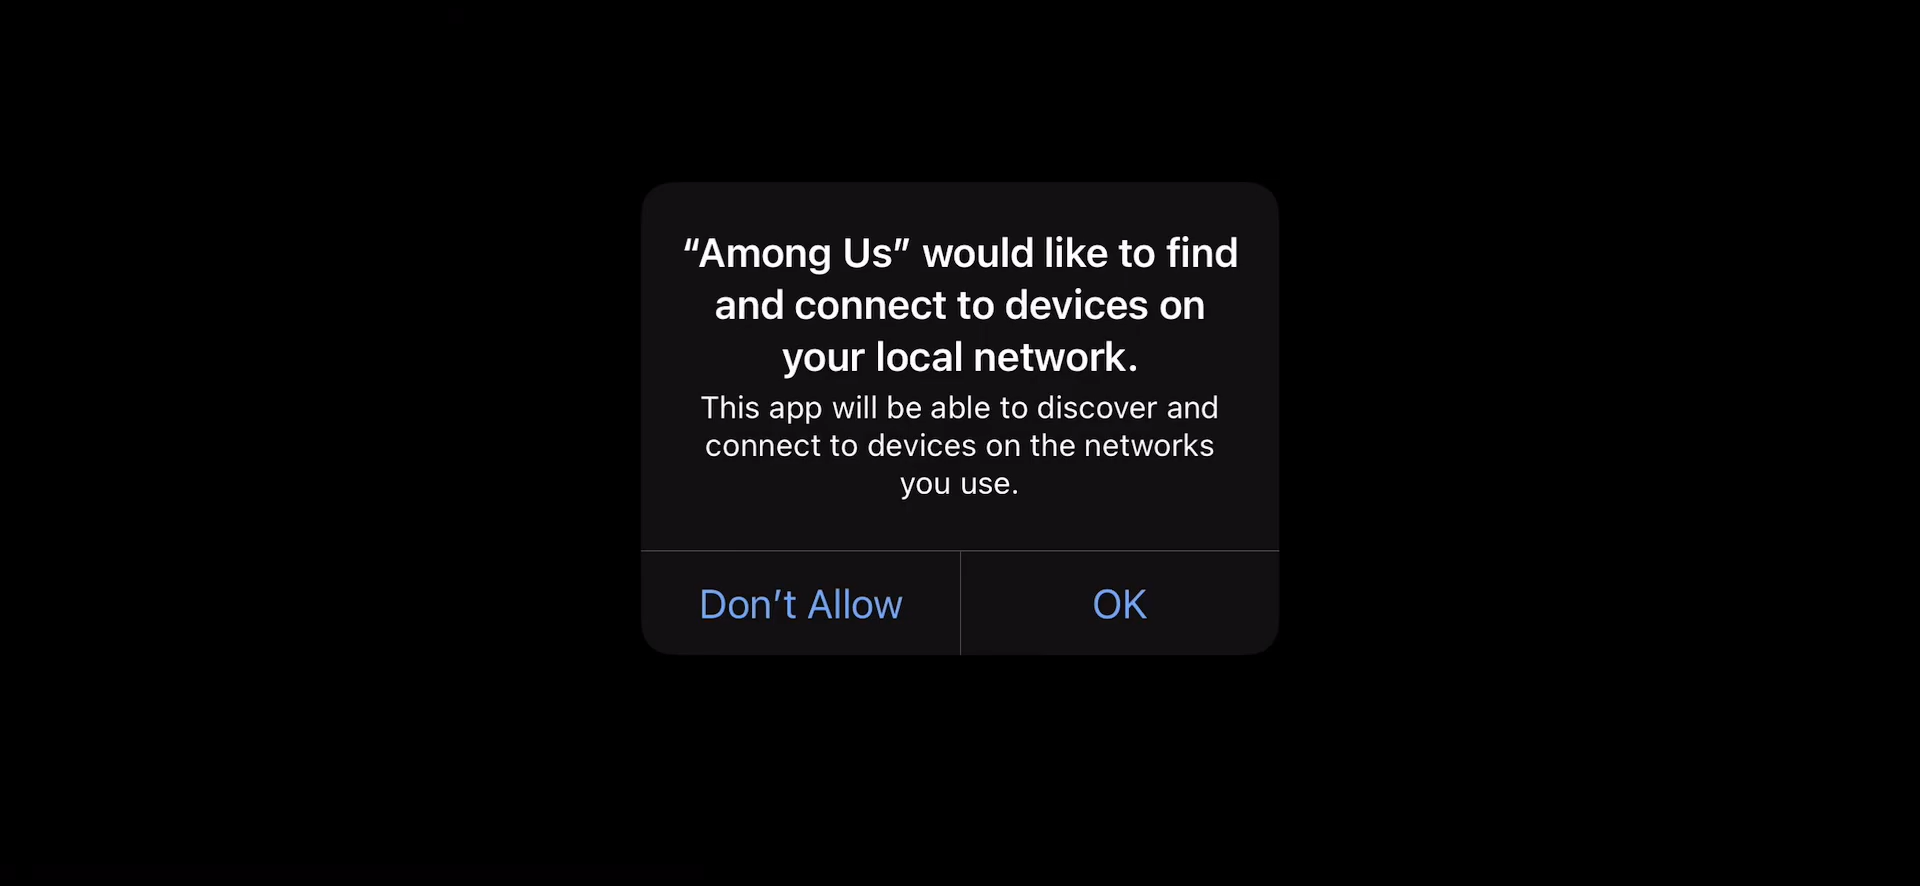 “Among Us” would like to find
and connect to devices on
your local network.
This app will be able to discover and
connect to devices on the networks
you use.
Don’t Allow
OK